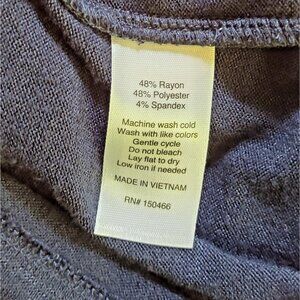 48% Rayon
48% Polyester
4% Spandex
Machine wash cold
Wash with like colors
Gentle cycle
Do not bleach
Lay flat to dry
Low iron if needed
MADE IN VIETNAM
RN# 150466